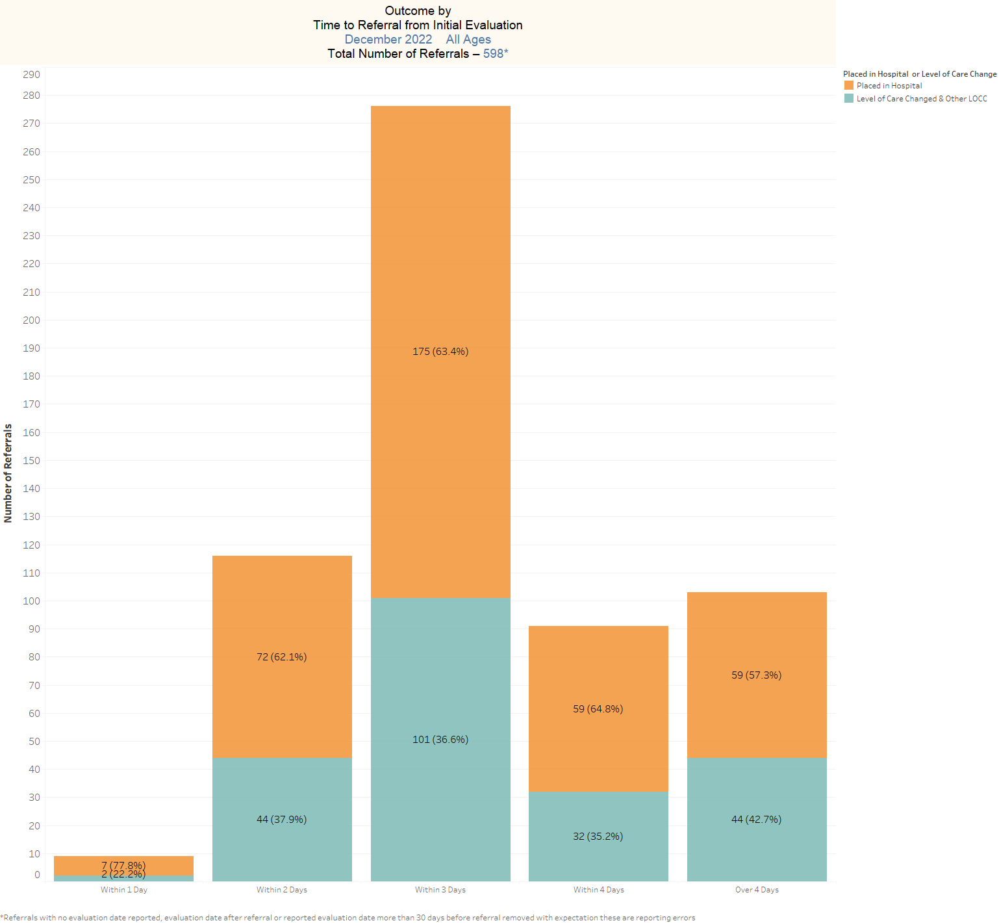 Outcome by
Time to Referral from Initial Evaluation
December 2022 All Ages
Total Number of Referrals – 598*
Placed in Hospital or Level of Care Change
Placed in Hospital
Level of Care Changed & Other LOCC
Number of Referrals
290
280
270
260
250
240
230
220
210
200
190
180
170
160
150
140
130
120
110
100
90
80
70
60
50
40
30
20
10
0
7 (77.8%)
2 (22.2%)
72 (62.1%)
44 (37.9%)
175 (63.4%)
101 (36.6%)
59 (64.8%)
32 (35.2%)
59 (57.3%)
44 (42.7%)
Within 1 Day
Within 2 Days
Within 3 Days
Within 4 Days
Over 4 Days
*Referrals with no evaluation date reported, evaluation date after referral or reported evaluation date more than 30 days before referral removed with expectation these are reporting errors